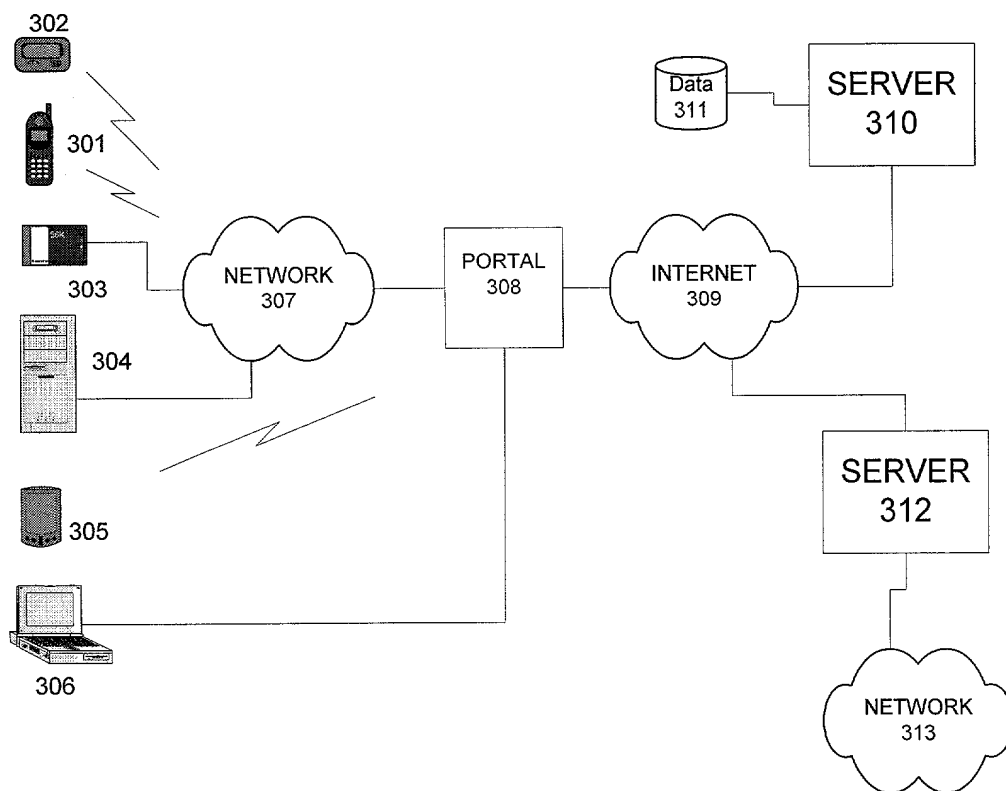 302
301
303
304
305
306
NETWORK
307
PORTAL
308
INTERNET
309
Data
311
SERVER
310
SERVER
312
NETWORK
313